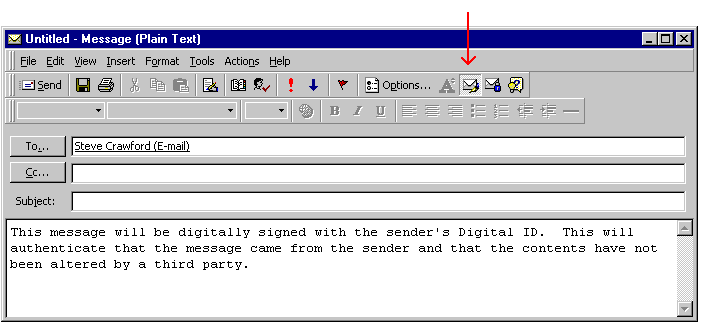 Untitled - Message (Plain Text)
File Edit View Insert Format Tools Actions Help
Send Options...
B I U
To... Steve Crawford (E-mail)
Cc...
Subject:
This message will be digitally signed with the sender's Digital ID.  This will
authenticate that the message came from the sender and that the contents have not
been altered by a third party.